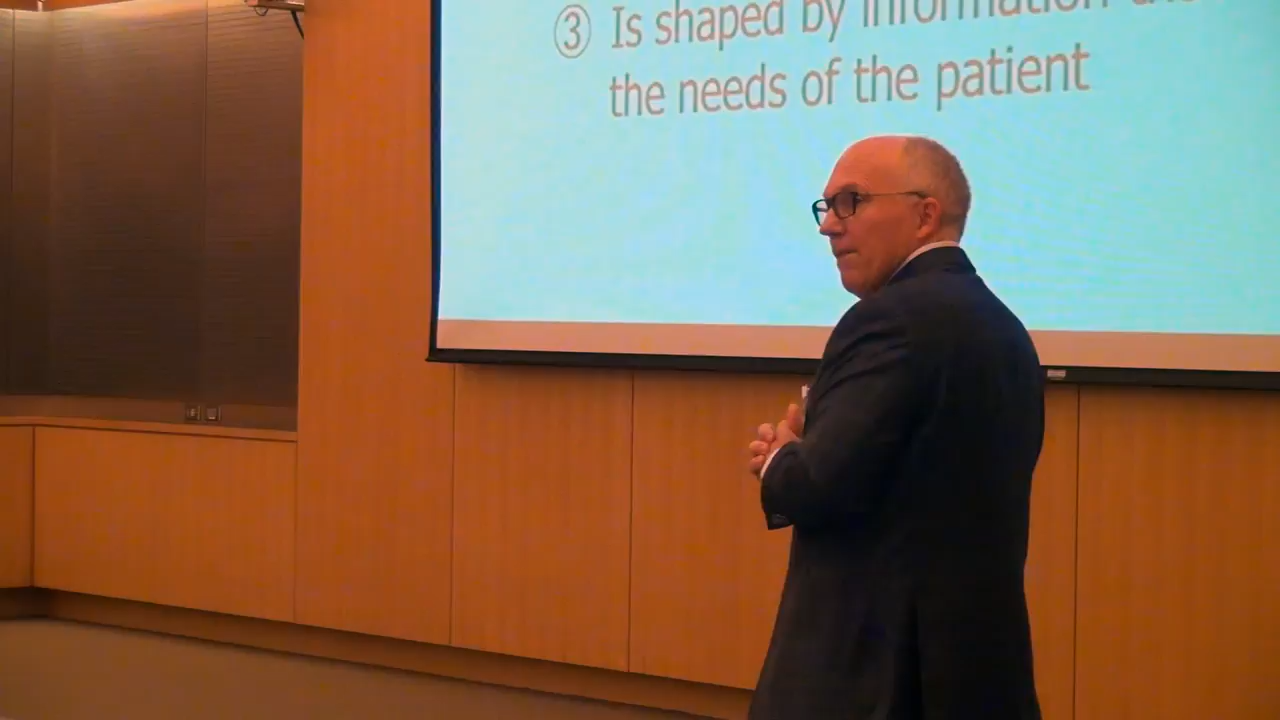 ③ Is shaped by information
the needs of the patient